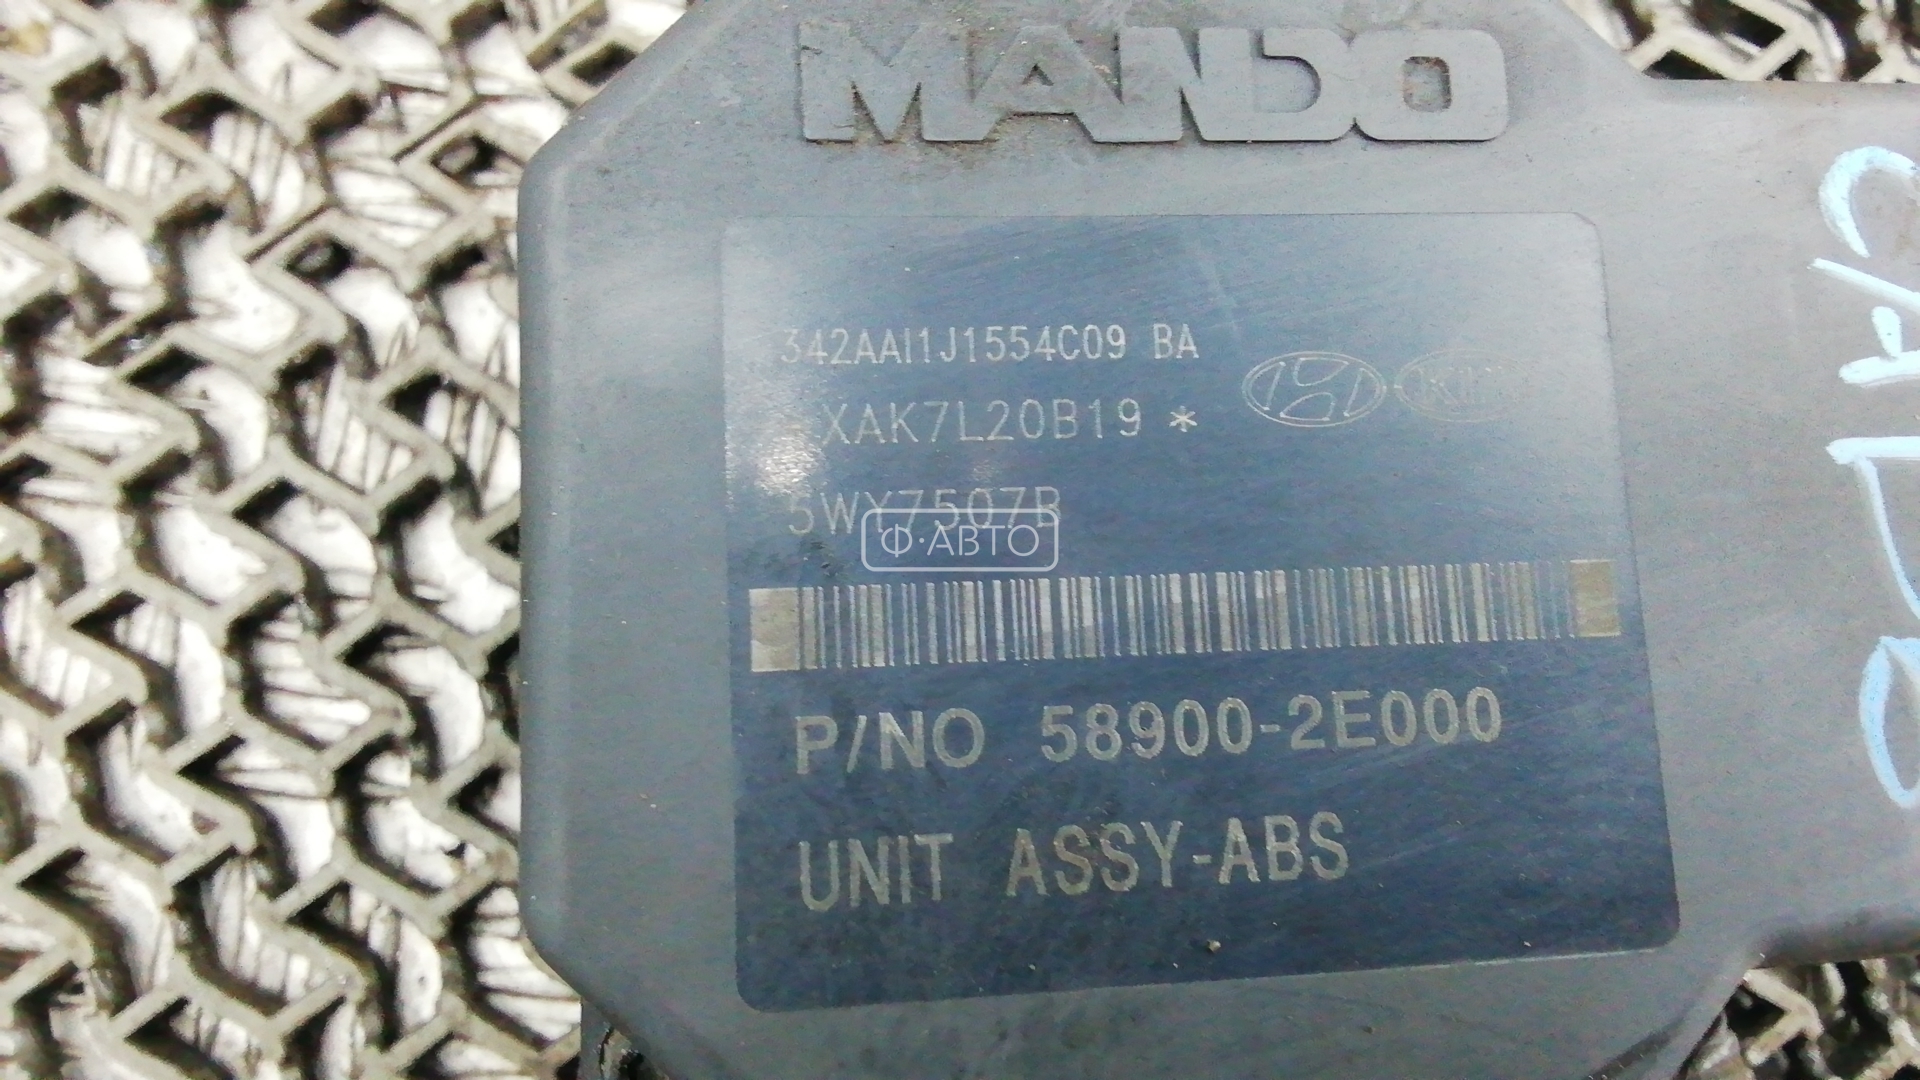 MANDO
342AAI1J1554C09 BA
XAK7L20B19 *
5WY7507B
Ф·АВТО
P/NO 58900-2E000
UNIT ASSY-ABS